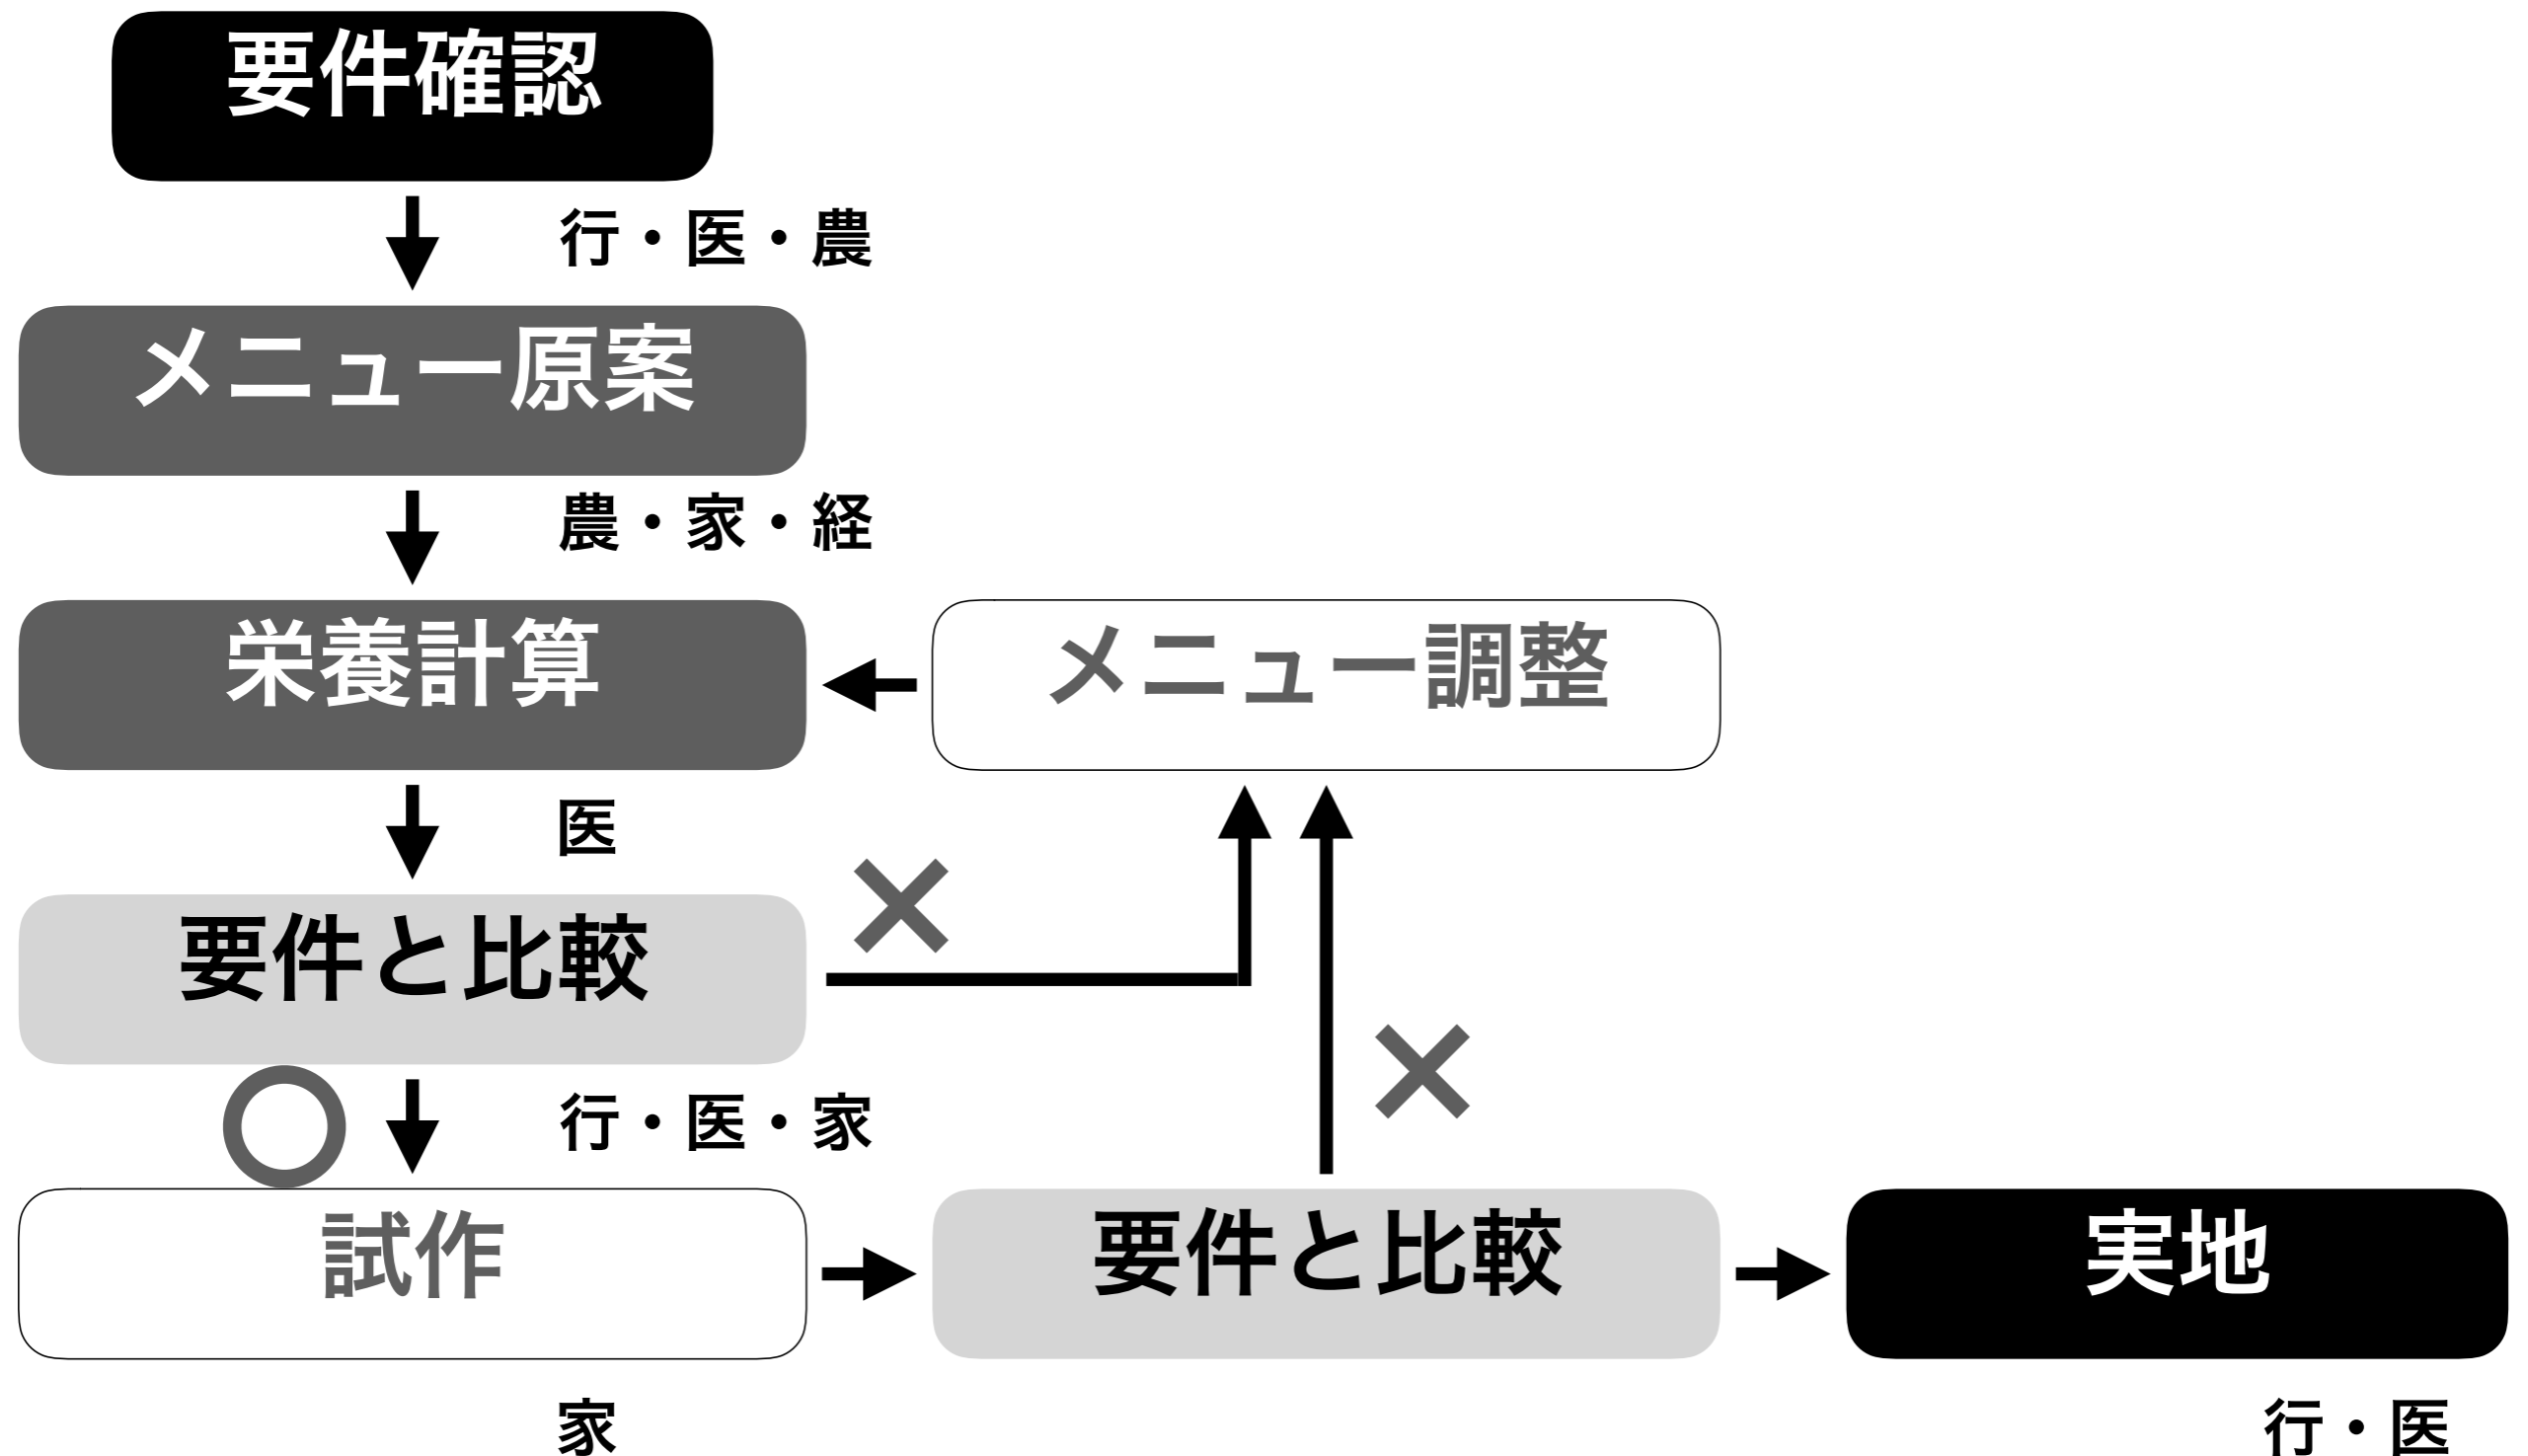 要件確認
行・医・農
メニュー原案
農・家・経
栄養計算
メニュー調整
医
要件と比較
行・医・家
試作
要件と比較
実地
家
行・医